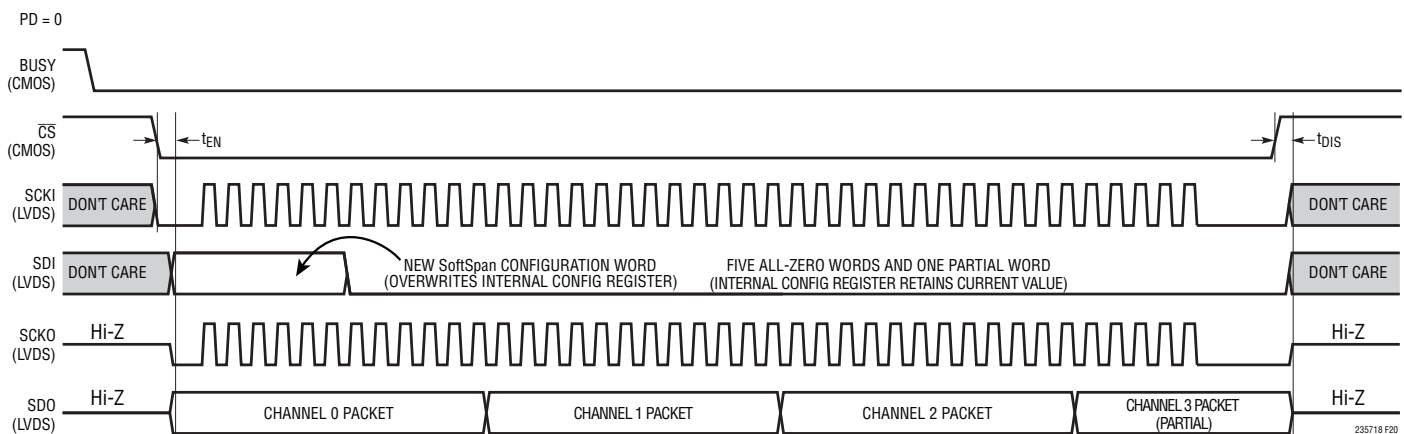 PD = 0
BUSY
(CMOS)
CS
(CMOS)
tEN
tDIS
SCKI
(LVDS)
DON'T CARE
DON'T CARE
SDI
(LVDS)
DON'T CARE
NEW SoftSpan CONFIGURATION WORD
(OVERWRITES INTERNAL CONFIG REGISTER)
FIVE ALL-ZERO WORDS AND ONE PARTIAL WORD
(INTERNAL CONFIG REGISTER RETAINS CURRENT VALUE)
DON'T CARE
SCKO
(LVDS)
Hi-Z
Hi-Z
SDO
(LVDS)
Hi-Z
CHANNEL 0 PACKET
CHANNEL 1 PACKET
CHANNEL 2 PACKET
CHANNEL 3 PACKET
(PARTIAL)
Hi-Z
235718 F20